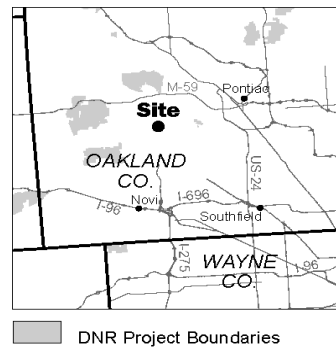 Pontiac
M-59
Site
OAKLAND
CO.
US-24
I-696
Novi
I-96
Southfield
I-275
WAYNE
CO.
I-96
DNR Project Boundaries